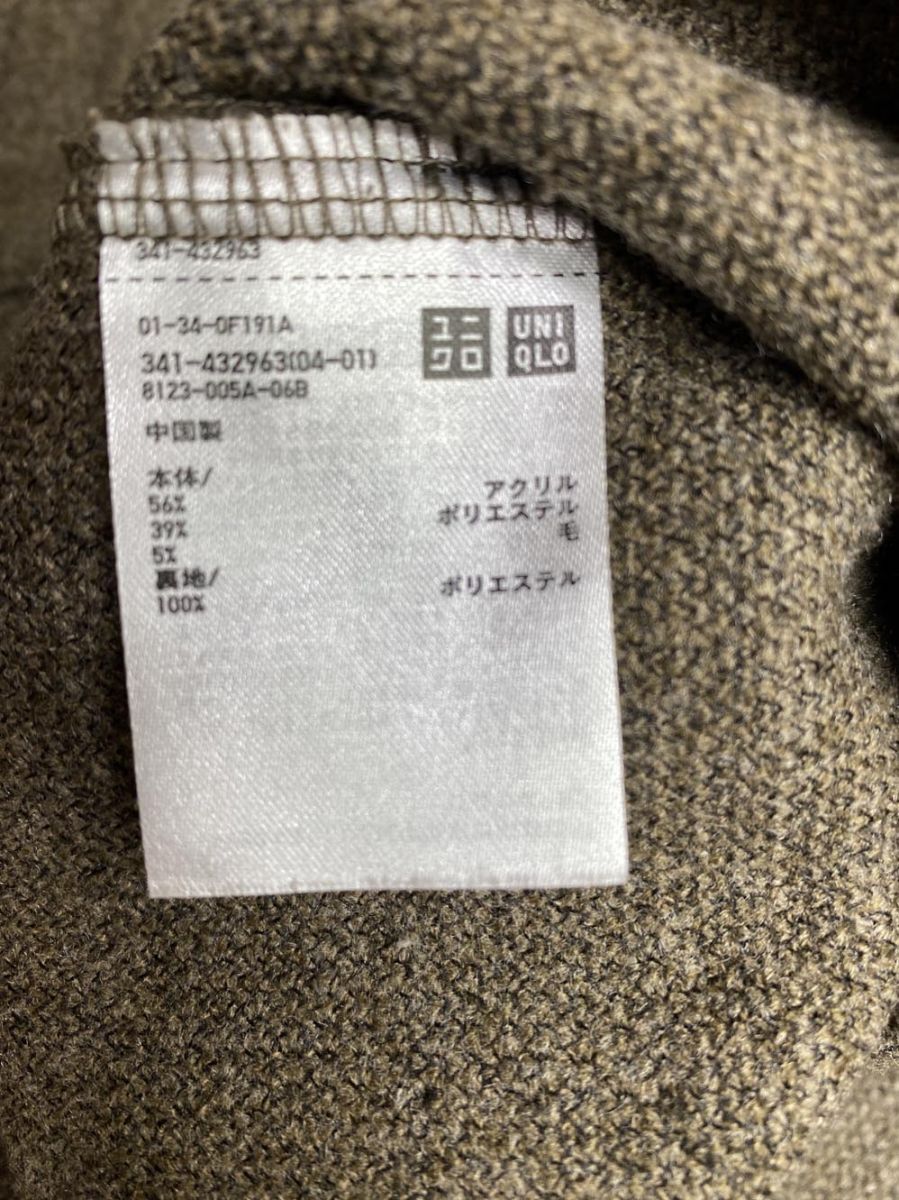 341-432963
01-34-0F191A
341-432963(04-01)
8123-005A-06B
ユニ
クロ
UNI
QLO
中国製
本体/
56% アクリル
39% ポリエステル
5% 毛
裏地/
100% ポリエステル